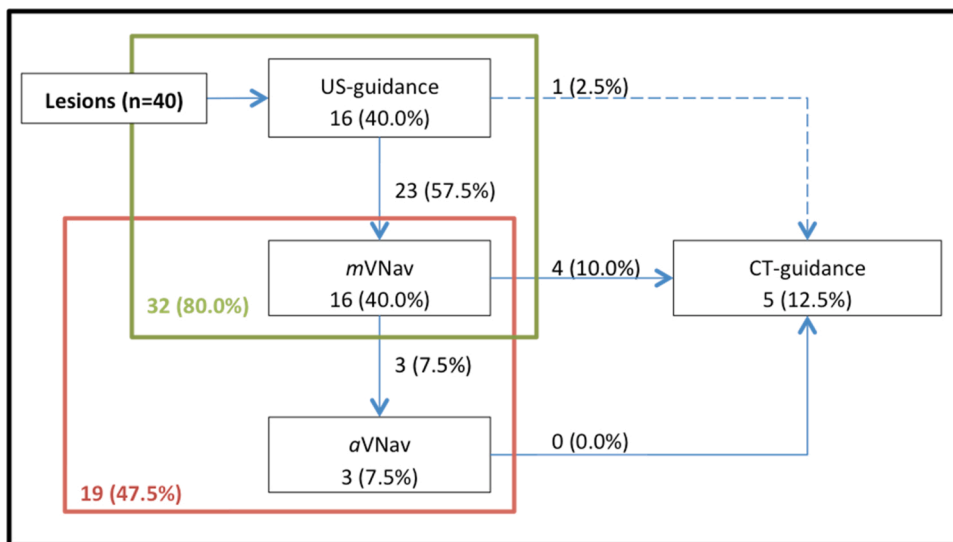 Lesions (n=40)
US-guidance
16 (40.0%)
1 (2.5%)
23 (57.5%)
mVNav
16 (40.0%)
4 (10.0%)
CT-guidance
5 (12.5%)
32 (80.0%)
3 (7.5%)
aVNav
3 (7.5%)
0 (0.0%)
19 (47.5%)